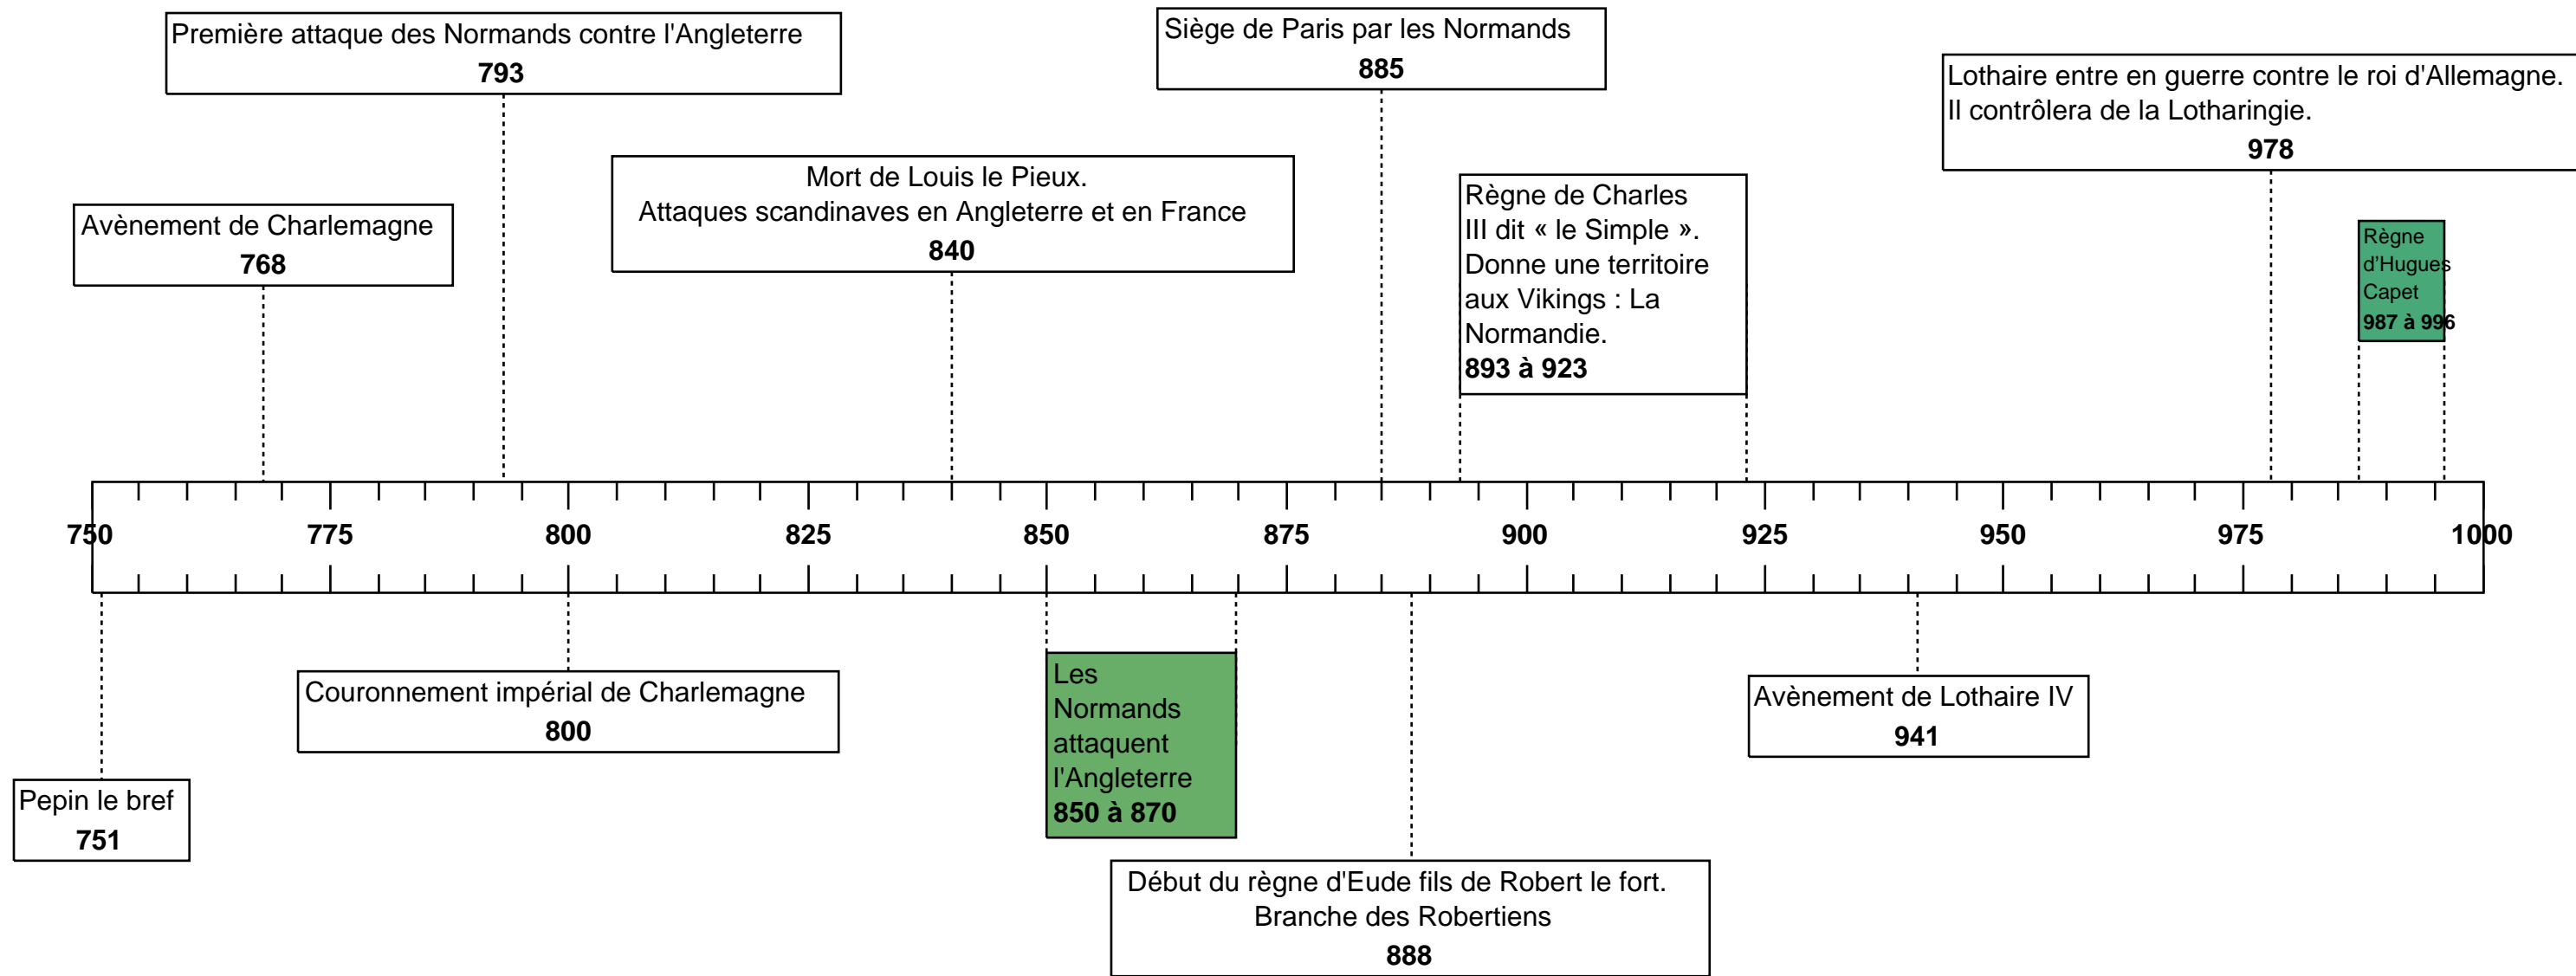 Première attaque des Normands contre l'Angleterre
793
Siège de Paris par les Normands
885
Lothaire entre en guerre contre le roi d'Allemagne.
Il contrôlera de la Lotharingie.
978
Mort de Louis le Pieux.
Attaques scandinaves en Angleterre et en France
840
Règne de Charles
III dit « le Simple ».
Donne une territoire
aux Vikings : La
Normandie.
893 à 923
Avènement de Charlemagne
768
Règne
d’Hugues
Capet
987 à 996
750 775 800 825 850 875 900 925 950 975 1000
Couronnement impérial de Charlemagne
800
Les
Normands
attaquent
l'Angleterre
850 à 870
Avènement de Lothaire IV
941
Pepin le bref
751
Début du règne d'Eude fils de Robert le fort.
Branche des Robertiens
888